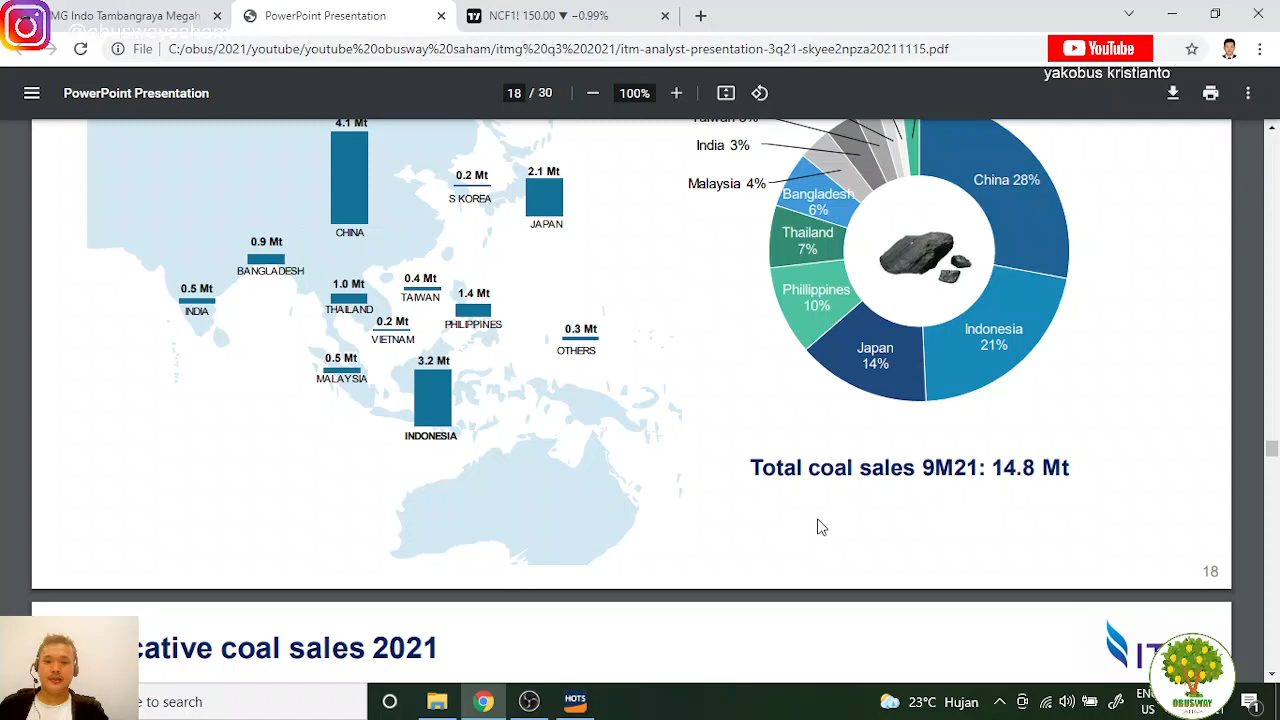 MG Indo Tambangraya Megah
PowerPoint Presentation
NCF1! 150.00 ▼ −0.99%
@obuswaysaham
File
C:/obus/2021/youtube/youtube%20busly%20saham/itmg%20q3%202021/itm-analyst-presentation-3q21-skyee2npza20211115.pdf
YouTube
yakobus kristianto
PowerPoint Presentation
18 / 30
100%
4.1 Mt
CHINA
0.2 Mt
S KOREA
2.1 Mt
JAPAN
0.9 Mt
BANGLADESH
0.5 Mt
INDIA
1.0 Mt
THAILAND
0.4 Mt
TAIWAN
1.4 Mt
PHILIPPINES
0.2 Mt
VIETNAM
0.3 Mt
OTHERS
0.5 Mt
MALAYSIA
3.2 Mt
INDONESIA
India 3%
Malaysia 4%
Bangladesh
6%
Thailand
7%
Phillippines
10%
Japan
14%
Indonesia
21%
China 28%
Total coal sales 9M21: 14.8 Mt
18
cative coal sales 2021
OBUSWAY
e to search
HOTS
23°C Hujan
EN
US
1